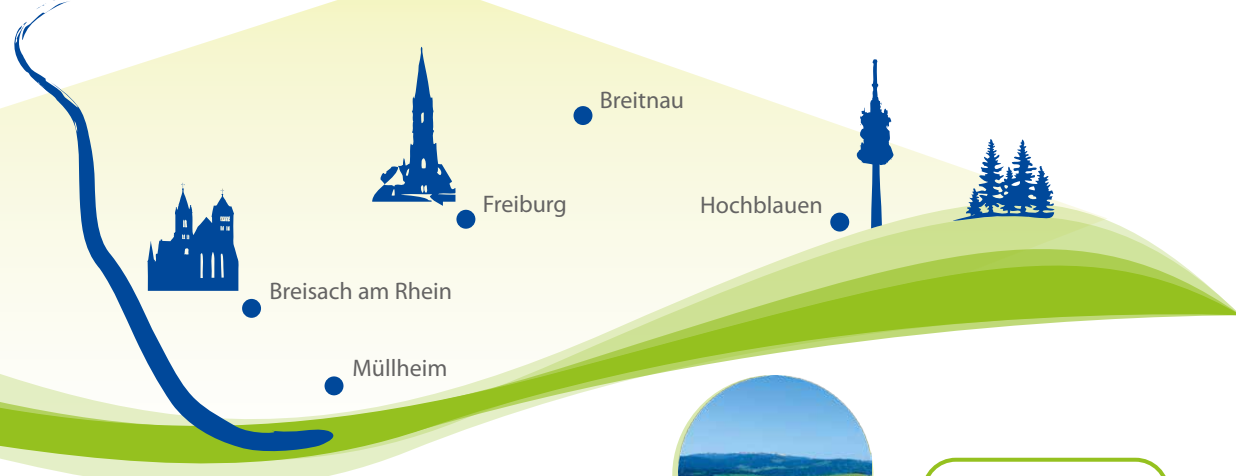 Breitnau
Freiburg
Hochblauen
Breisach am Rhein
Müllheim